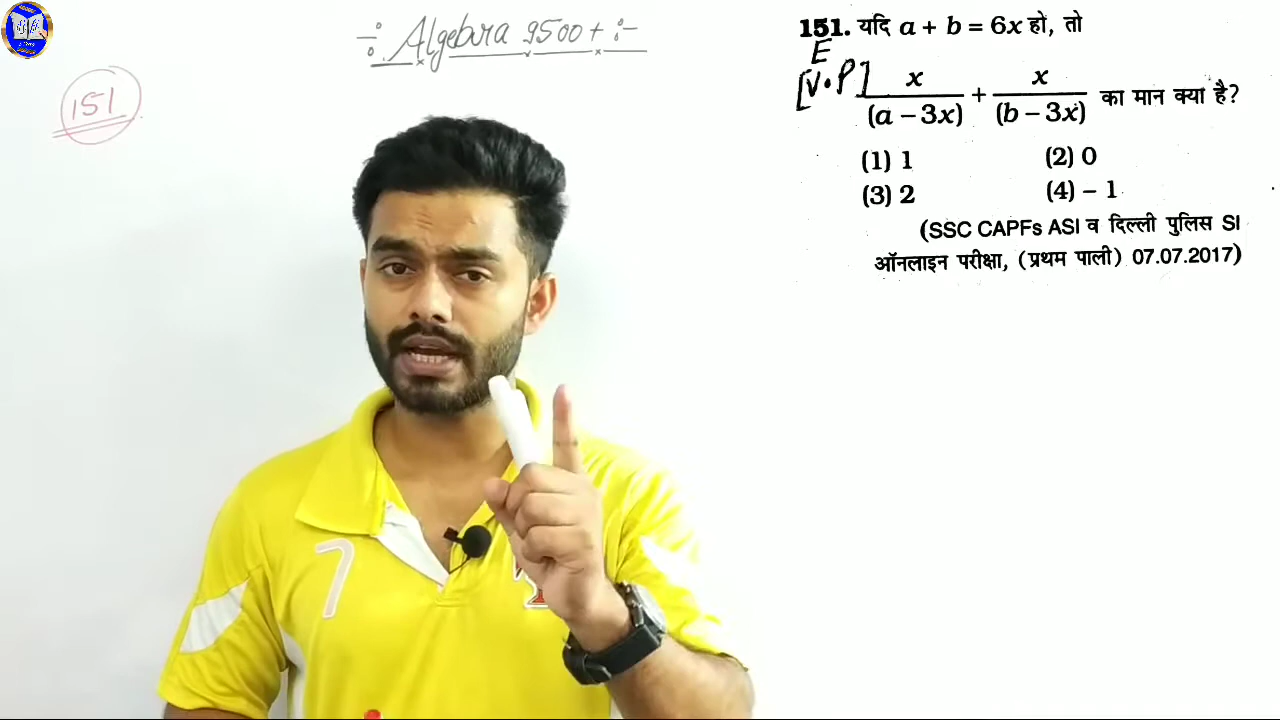 ÷ Algebra 9500+ :-
151
151. यदि a + b = 6x हो, तो
E
[V.P] x/(a – 3x) + x/(b – 3x) का मान क्या है?
(1) 1 (2) 0
(3) 2 (4) – 1
(SSC CAPFs ASI व दिल्ली पुलिस SI
ऑनलाइन परीक्षा, (प्रथम पाली) 07.07.2017)
7